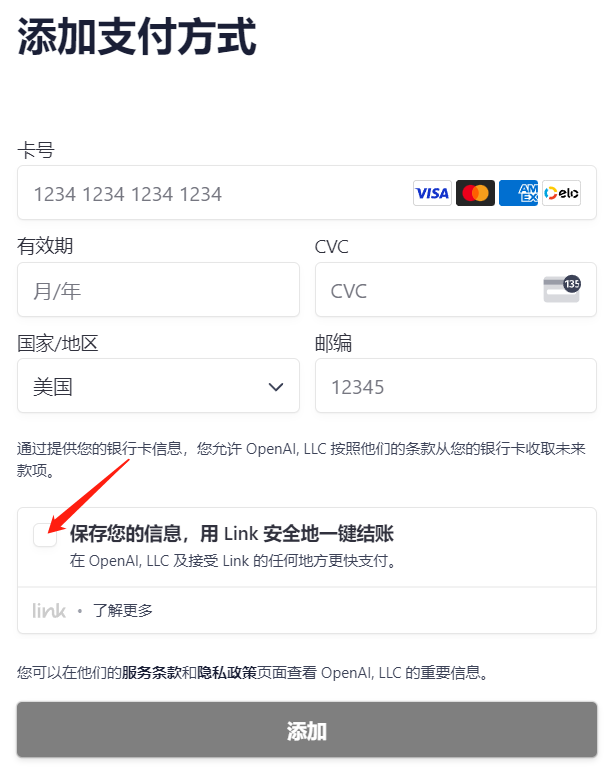 添加支付方式
卡号
1234 1234 1234 1234 VISA AM EX elo
有效期 CVC
月/年 CVC 135
国家/地区 邮编
美国 12345
通过提供您的银行卡信息，您允许 OpenAI, LLC 按照他们的条款从您的银行卡收取未来
款项。
保存您的信息，用 Link 安全地一键结账
在 OpenAI, LLC 及接受 Link 的任何地方更快支付。
link • 了解更多
您可以在他们的服务条款和隐私政策页面查看 OpenAI, LLC 的重要信息。
添加